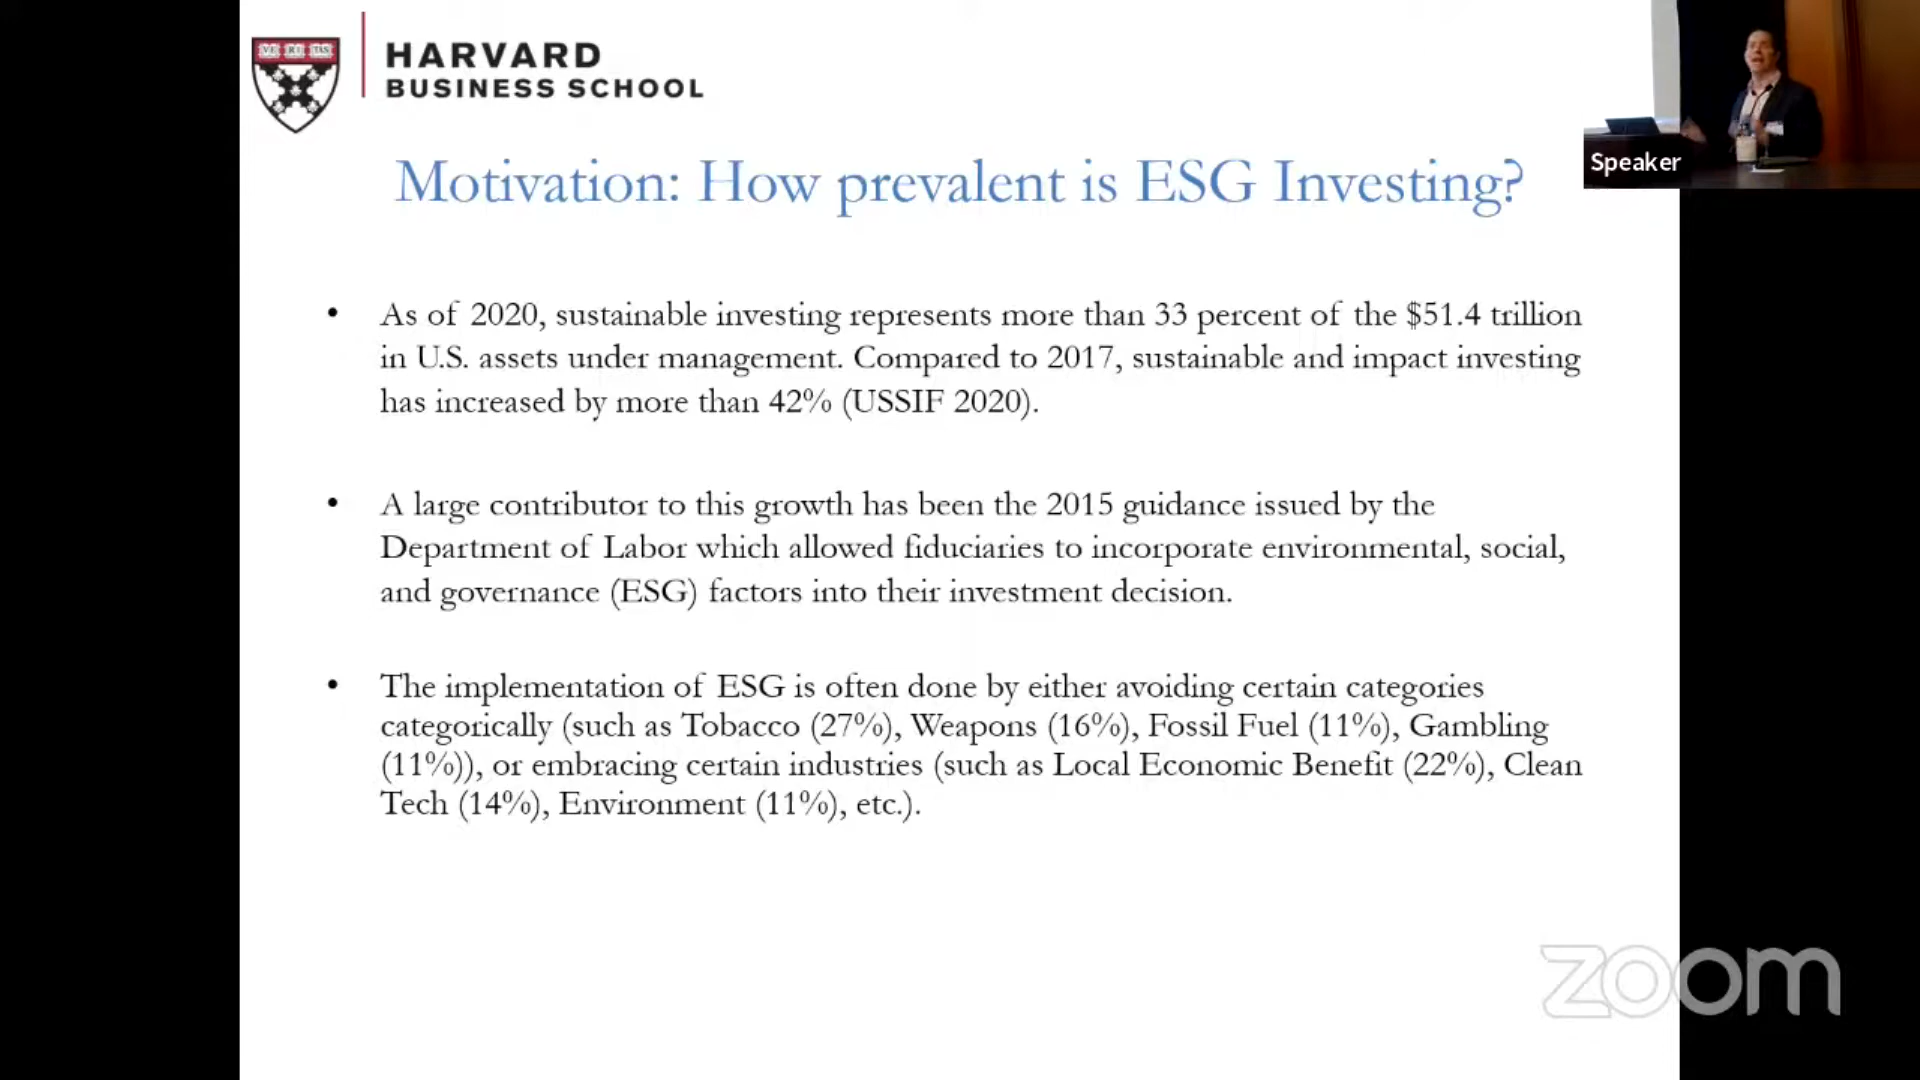 VE RI TAS
HARVARD
BUSINESS SCHOOL
Speaker
Motivation: How prevalent is ESG Investing?
• As of 2020, sustainable investing represents more than 33 percent of the $51.4 trillion
in U.S. assets under management. Compared to 2017, sustainable and impact investing
has increased by more than 42% (USSIF 2020).
• A large contributor to this growth has been the 2015 guidance issued by the
Department of Labor which allowed fiduciaries to incorporate environmental, social,
and governance (ESG) factors into their investment decision.
• The implementation of ESG is often done by either avoiding certain categories
categorically (such as Tobacco (27%), Weapons (16%), Fossil Fuel (11%), Gambling
(11%)), or embracing certain industries (such as Local Economic Benefit (22%), Clean
Tech (14%), Environment (11%), etc.).
zoom